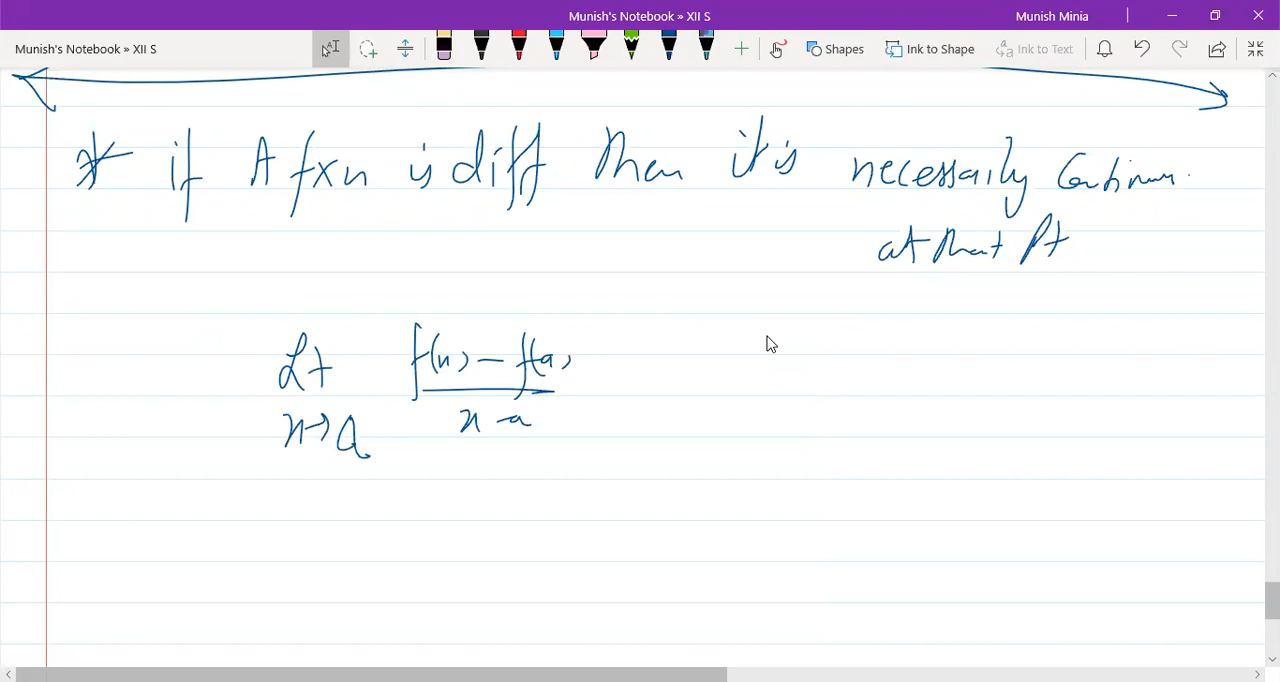 Munish's Notebook » XII S
Munish Minia
Munish's Notebook » XII S
Shapes
Ink to Shape
Ink to Text
* if A fxn is diff then it is necessarily Continuous.
at that Pt
Lt f(x) - f(a)
x→a x-a